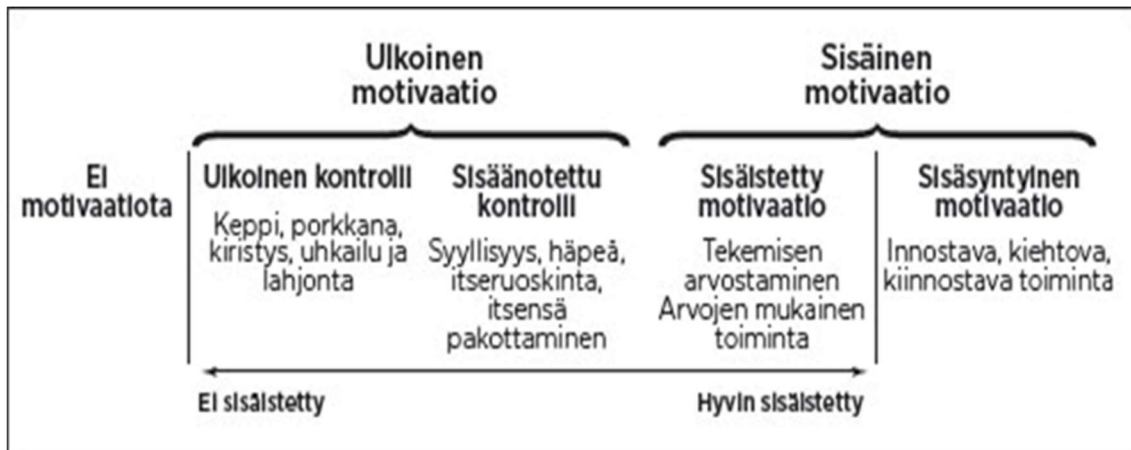 Ulkoinen
motivaatio
Sisäinen
motivaatio
Ei
motivaatiota
Ulkoinen kontrolli
Keppi, porkkana,
kiristys, uhkailu ja
lahjonta
Sisäänotettu
kontrolli
Syyllisyys, häpeä,
itseruoskinta,
itsensä
pakottaminen
Sisäistetty
motivaatio
Tekemisen
arvostaminen
Arvojen mukainen
toiminta
Sisäsyntyinen
motivaatio
Innostava, kiehtova,
kiinnostava toiminta
Ei sisäistetty
Hyvin sisäistetty